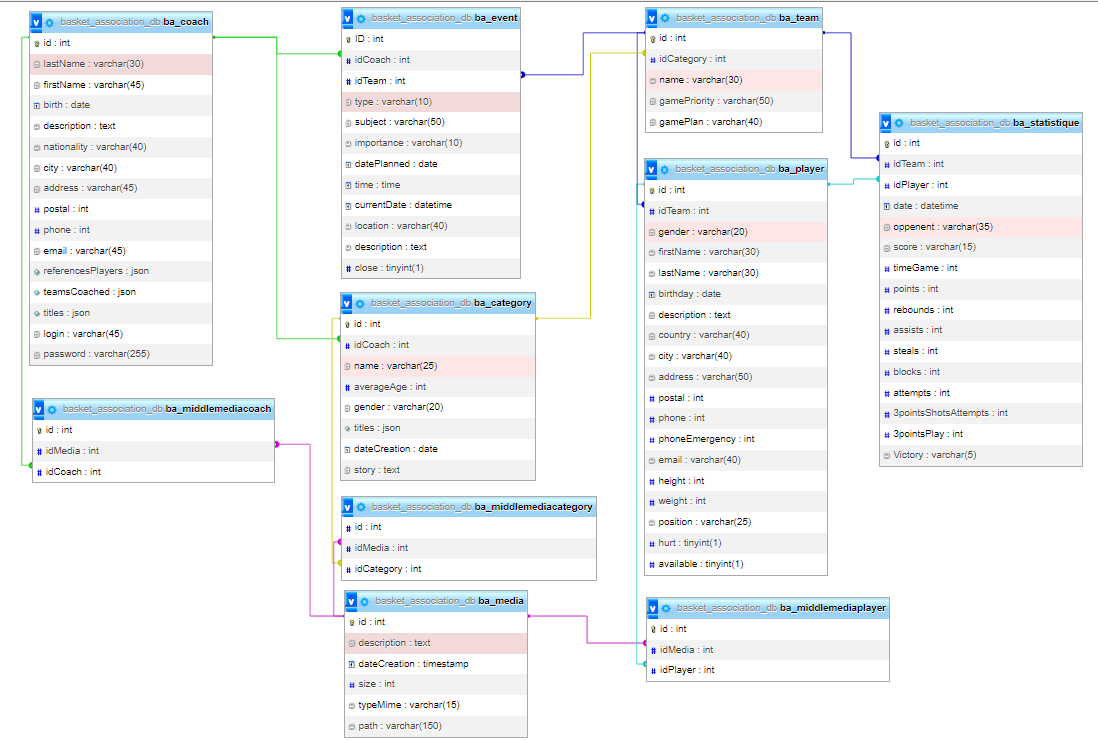 basket_association_db ba_coach
id : int
lastName : varchar(30)
firstName : varchar(45)
birth : date
description : text
nationality : varchar(40)
city : varchar(40)
address : varchar(45)
postal : int
phone : int
email : varchar(45)
referencesPlayers : json
teamsCoached : json
titles : json
login : varchar(45)
password : varchar(255)
basket_association_db ba_middlemediacoach
id : int
idMedia : int
idCoach : int
basket_association_db ba_event
ID : int
idCoach : int
idTeam : int
type : varchar(10)
subject : varchar(50)
importance : varchar(10)
datePlanned : date
time : time
currentDate : datetime
location : varchar(40)
description : text
close : tinyint(1)
basket_association_db ba_category
id : int
idCoach : int
name : varchar(25)
averageAge : int
gender : varchar(20)
titles : json
dateCreation : date
story : text
basket_association_db ba_middlemediacategory
id : int
idMedia : int
idCategory : int
basket_association_db ba_media
id : int
description : text
dateCreation : timestamp
size : int
typeMime : varchar(15)
path : varchar(150)
basket_association_db ba_team
id : int
idCategory : int
name : varchar(30)
gamePriority : varchar(50)
gamePlan : varchar(40)
basket_association_db ba_player
id : int
idTeam : int
gender : varchar(20)
firstName : varchar(30)
lastName : varchar(30)
birthday : date
description : text
country : varchar(40)
city : varchar(40)
address : varchar(50)
postal : int
phone : int
phoneEmergency : int
email : varchar(40)
height : int
weight : int
position : varchar(25)
hurt : tinyint(1)
available : tinyint(1)
basket_association_db ba_middlemediaplayer
id : int
idMedia : int
idPlayer : int
basket_association_db ba_statistique
id : int
idTeam : int
idPlayer : int
date : datetime
oppenent : varchar(35)
score : varchar(15)
timeGame : int
points : int
rebounds : int
assists : int
steals : int
blocks : int
attempts : int
3pointsShotsAttempts : int
3pointsPlay : int
Victory : varchar(5)